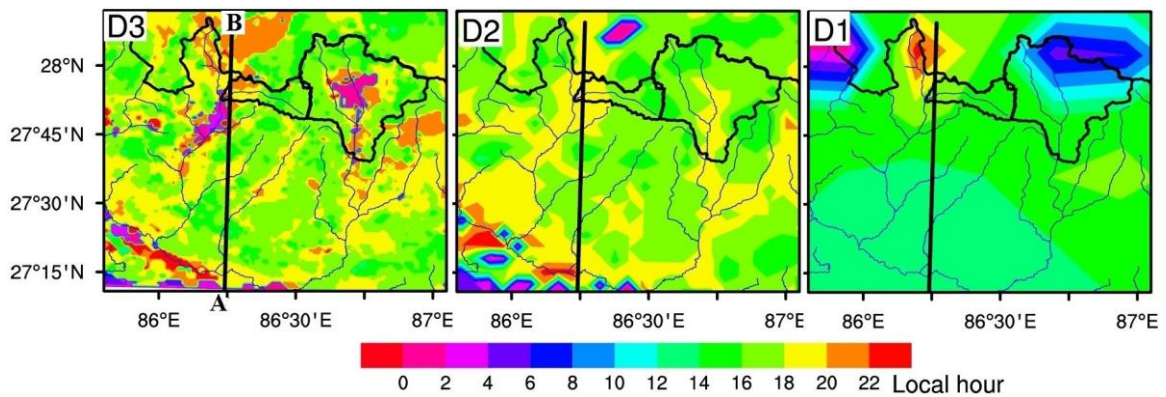 D3 B D2 D1
28°N
27°45'N
27°30'N
27°15'N
A
86°E 86°30'E 87°E 86°E 86°30'E 87°E 86°E 86°30'E 87°E
0 2 4 6 8 10 12 14 16 18 20 22 Local hour